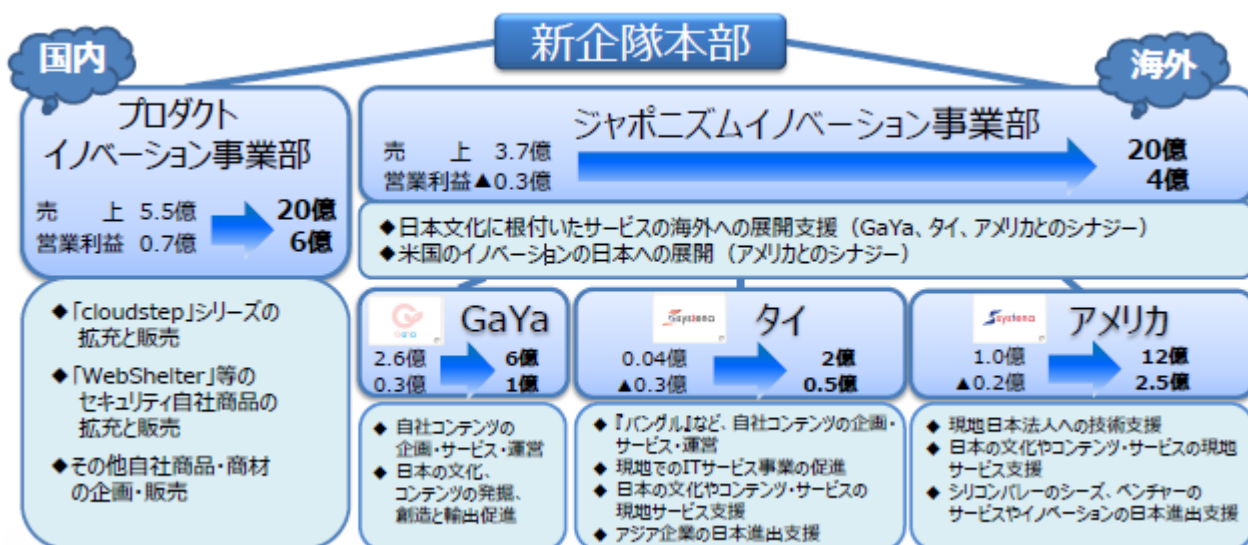 新企隊本部
国内
海外
プロダクト
イノベーション事業部
売 上 5.5億 20億
営業利益 0.7億 6億
ジャポニズムイノベーション事業部
売 上 3.7億 20億
営業利益▲0.3億 4億
◆日本文化に根付いたサービスの海外への展開支援（GaYa、タイ、アメリカとのシナジー）
◆米国のイノベーションの日本への展開（アメリカとのシナジー）
◆「cloudstep」シリーズの
拡充と販売
◆「WebShelter」等の
セキュリティ自社商品の
拡充と販売
◆その他自社商品・商材
の企画・販売
GaYa
2.6億 6億
0.3億 1億
◆ 自社コンテンツの
企画・サービス・運営
◆ 日本の文化、
コンテンツの発掘、
創造と輸出促進
Systena タイ
0.04億 2億
▲0.3億 0.5億
◆ 『バングル』など、自社コンテンツの企画・
サービス・運営
◆ 現地でのITサービス事業の促進
◆ 日本の文化やコンテンツ・サービスの
現地サービス支援
◆ アジア企業の日本進出支援
Systena アメリカ
1.0億 12億
▲0.2億 2.5億
◆ 現地日本法人への技術支援
◆ 日本の文化やコンテンツ・サービスの現地
サービス支援
◆ シリコンバレーのシーズ、ベンチャーの
サービスやイノベーションの日本進出支援